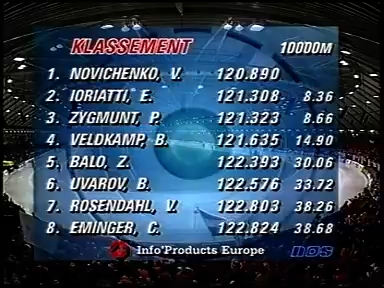 KLASSEMENT 10000M
1. NOVICHENKO, V. 120.890
2. IORIATTI, E. 121.308 8.36
3. ZYGMUNT, P. 121.323 8.66
4. VELDKAMP, B. 121.635 14.90
5. BALO, Z. 122.393 30.06
6. UVAROV, B. 122.576 33.72
7. ROSENDAHL, V. 122.803 38.26
8. EMINGER, C. 122.824 38.68
Info'Products Europe NOS